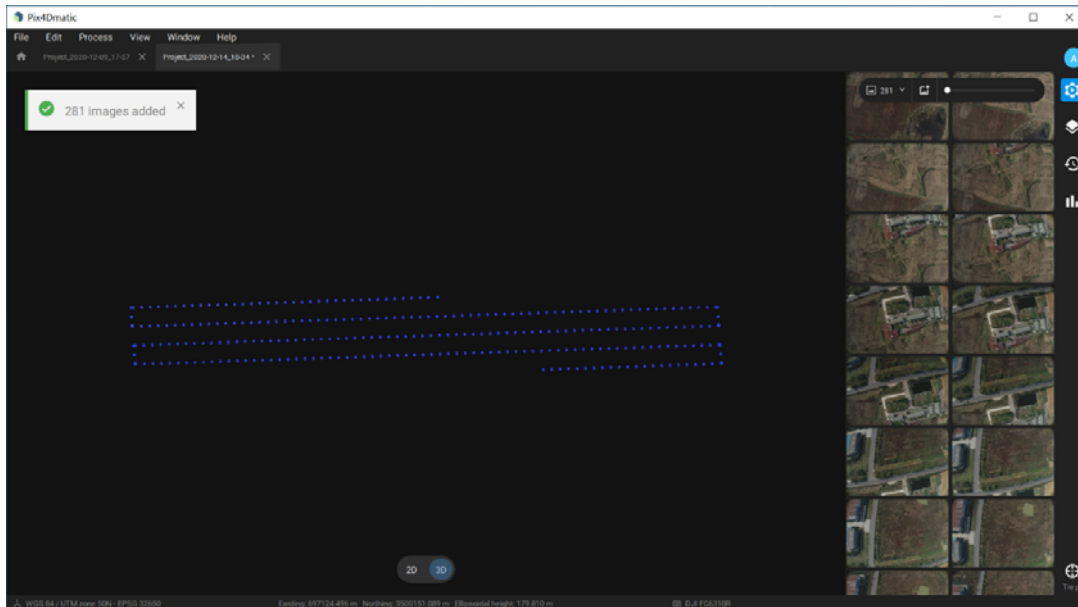 Pix4Dmatic
File Edit Process View Window Help
Project_2020-12-09_17-57 Project_2020-12-14_10-34 *
A
281 images added
281
2D 3D
Tie p
WGS 84 / UTM zone 50N - EPSG 32650 Easting: 697124.496 m Northing: 3500151.089 m Ellipsoidal height: 179.810 m DJI FC6310R